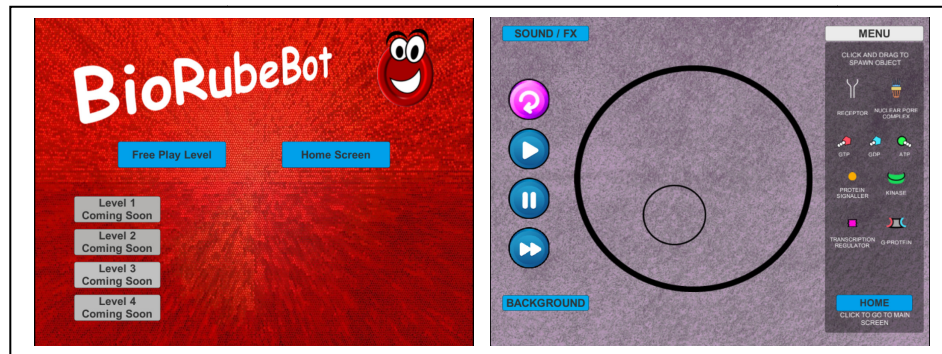 BioRubeBot
Free Play Level
Home Screen
Level 1
Coming Soon
Level 2
Coming Soon
Level 3
Coming Soon
Level 4
Coming Soon
SOUND / FX
BACKGROUND
MENU
CLICK AND DRAG TO
SPAWN OBJECT
RECEPTOR
NUCLEAR PORE
COMPLEX
GTP
GDP
ATP
PROTEIN
SIGNALLER
KINASE
TRANSCRIPTION
REGULATOR
G-PROTEIN
HOME
CLICK TO GO TO MAIN
SCREEN